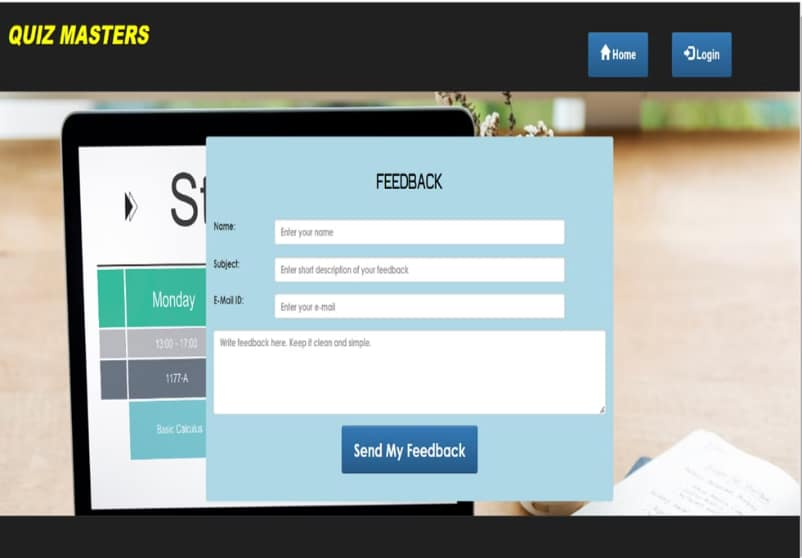 QUIZ MASTERS
Home
Login
FEEDBACK
Name:
Enter your name
Subject:
Enter short description of your feedback
E-Mail ID:
Enter your e-mail
Write feedback here. Keep it clean and simple.
Send My Feedback
St
Monday
13:00 - 17:00
1177-A
Basic Calculus